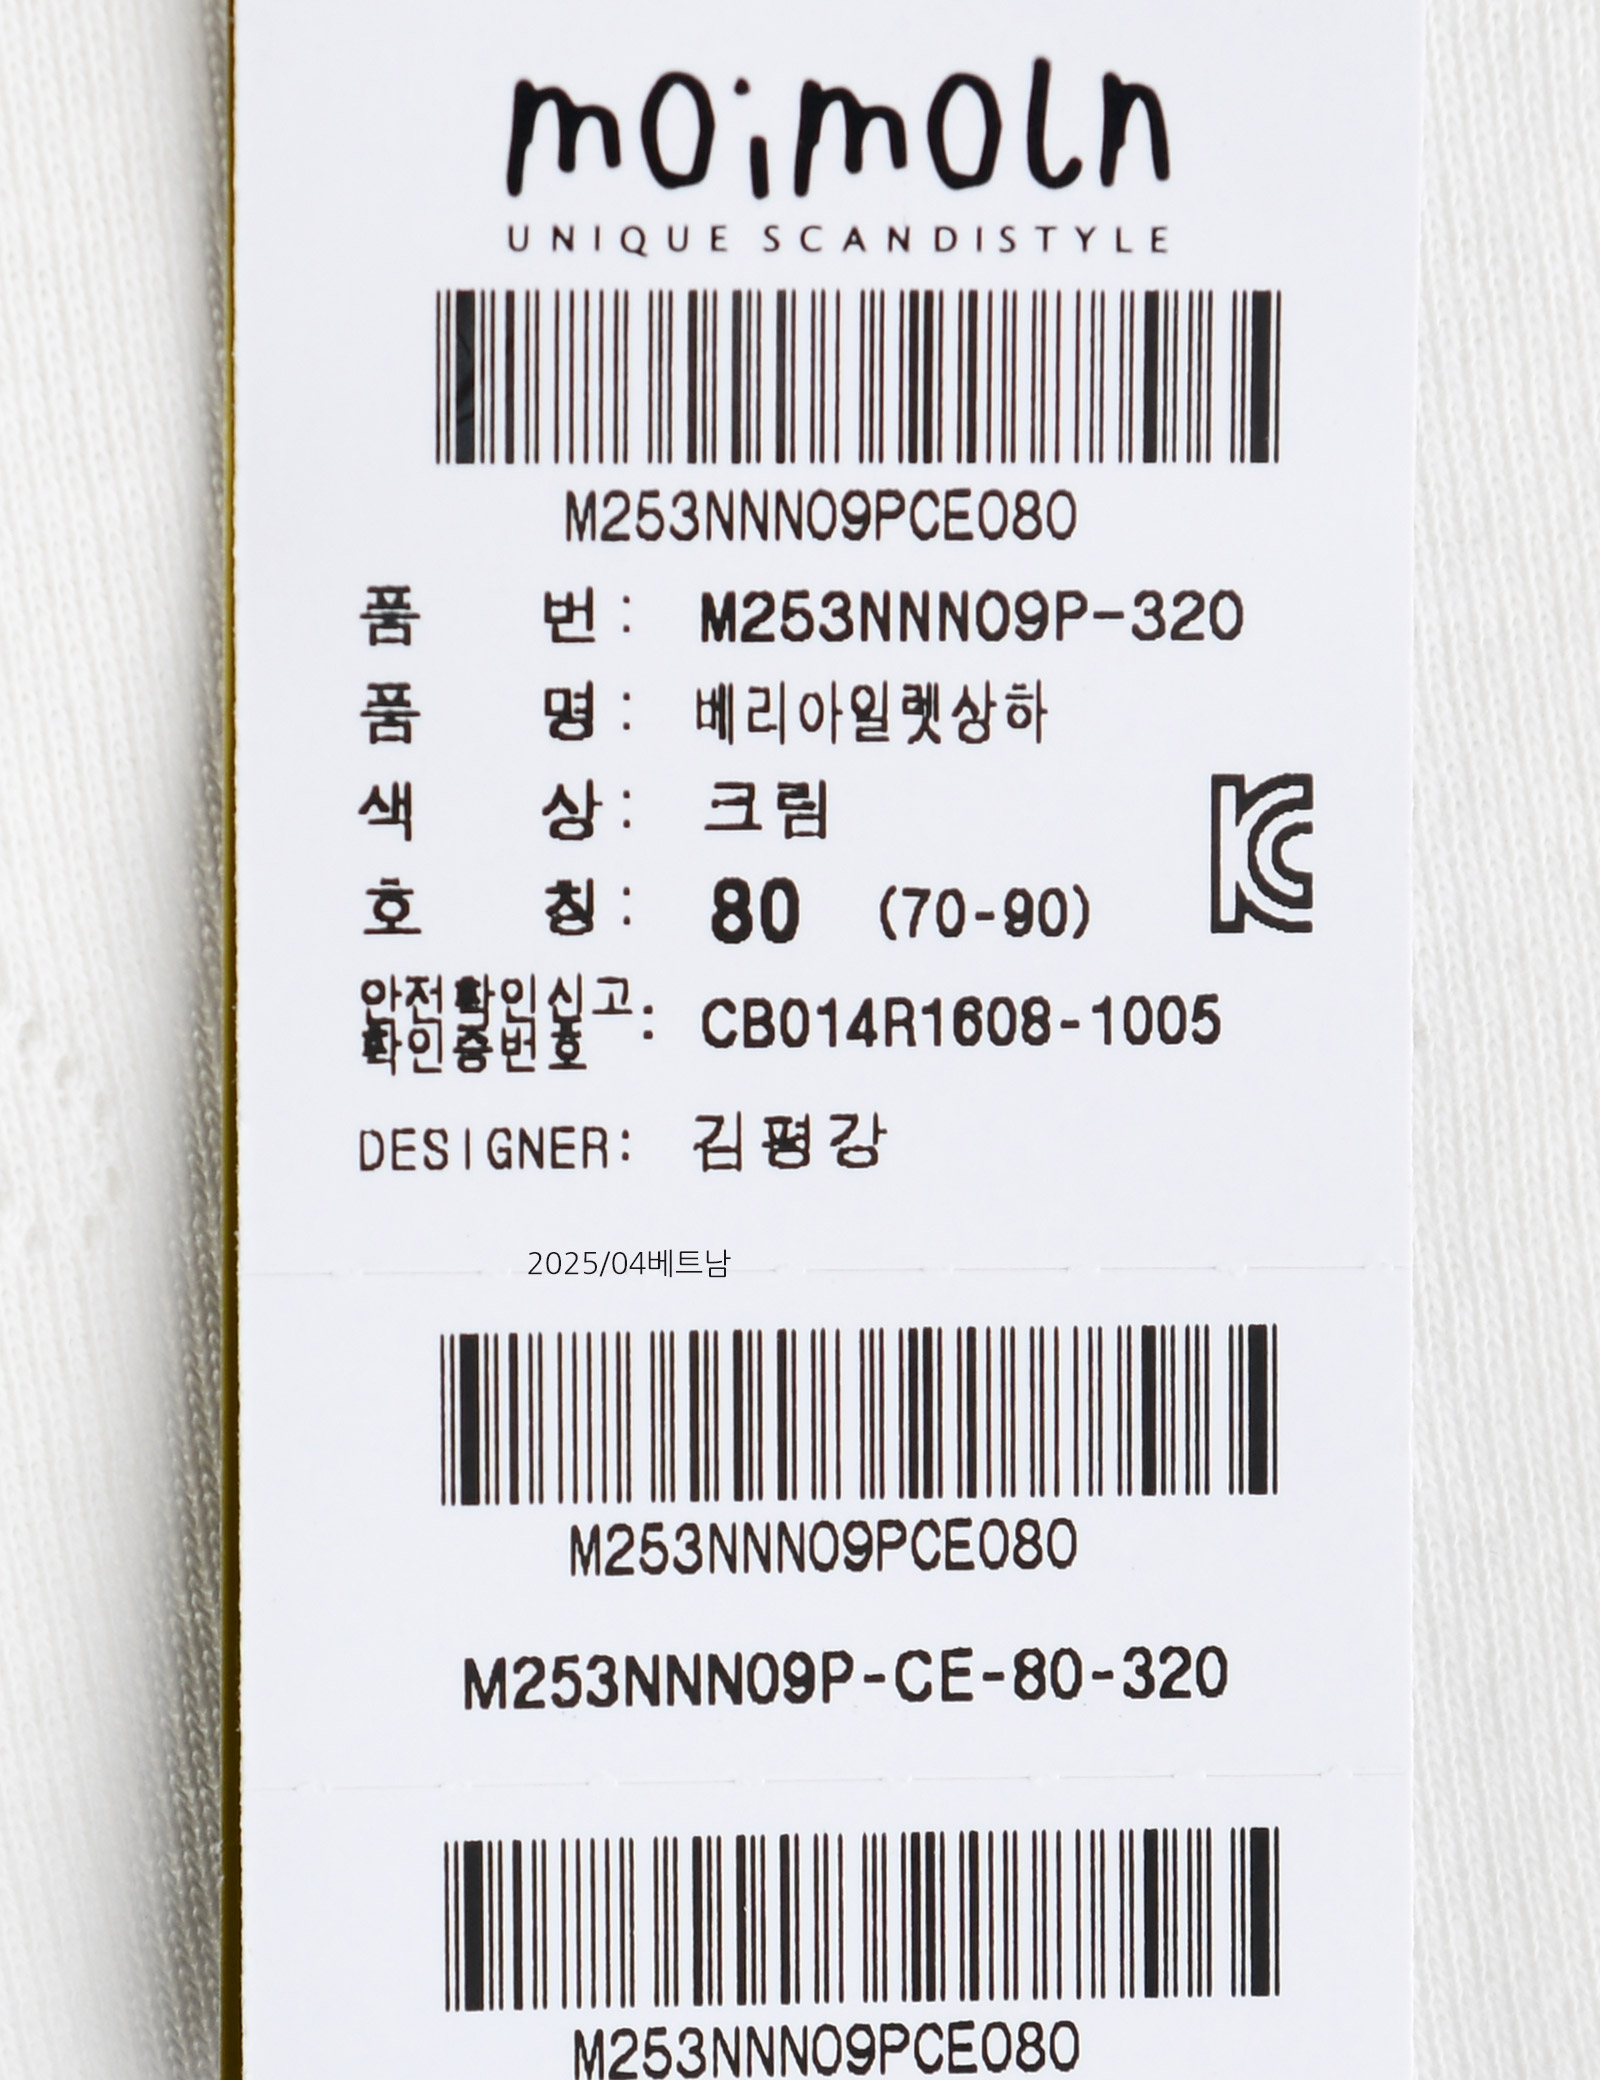 moimoln
UNIQUE SCANDISTYLE
M253NNN09PCE080
품 번: M253NNN09P-320
품 명: 베리아일렛상하
색 상: 크림
호 칭: 80 (70-90)
안전확인신고
확인증번호 : CB014R1608-1005
DESIGNER: 김평강
2025/04베트남
M253NNN09PCE080
M253NNN09P-CE-80-320
M253NNN09PCE080